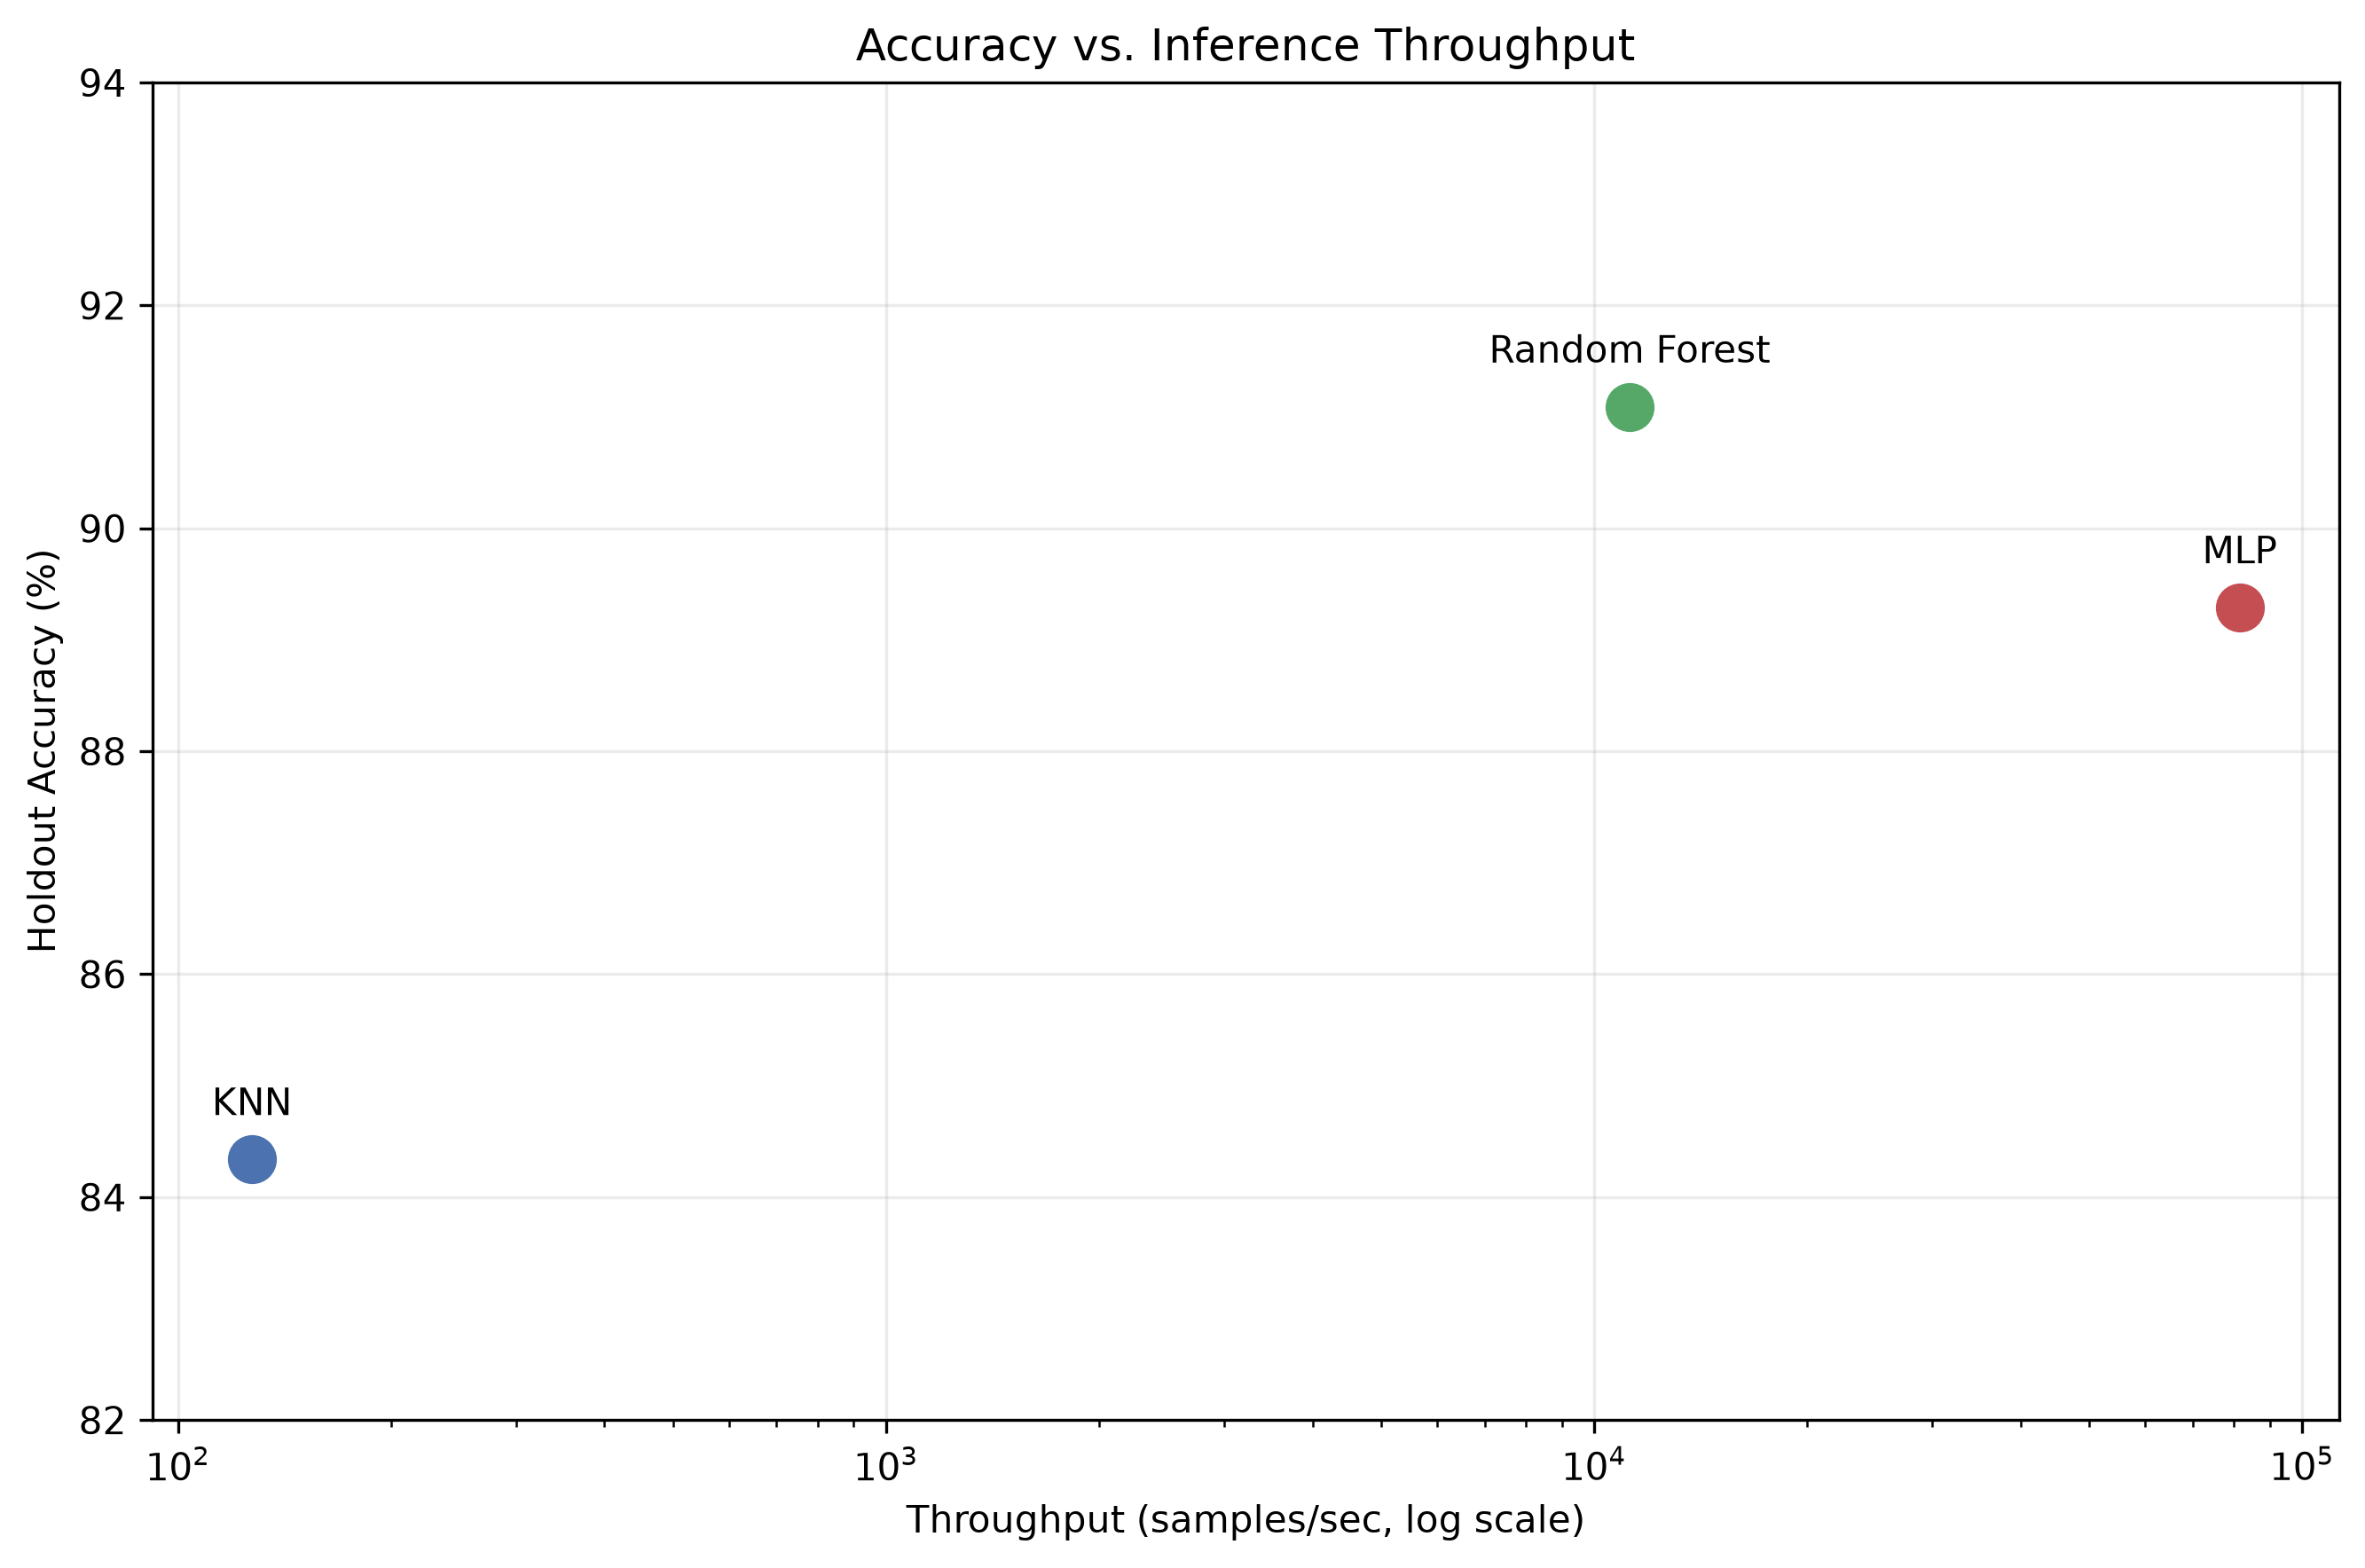 Accuracy vs. Inference Throughput
94
92
90
88
86
84
82
Holdout Accuracy (%)
Random Forest
MLP
KNN
10² 10³ 10⁴ 10⁵
Throughput (samples/sec, log scale)